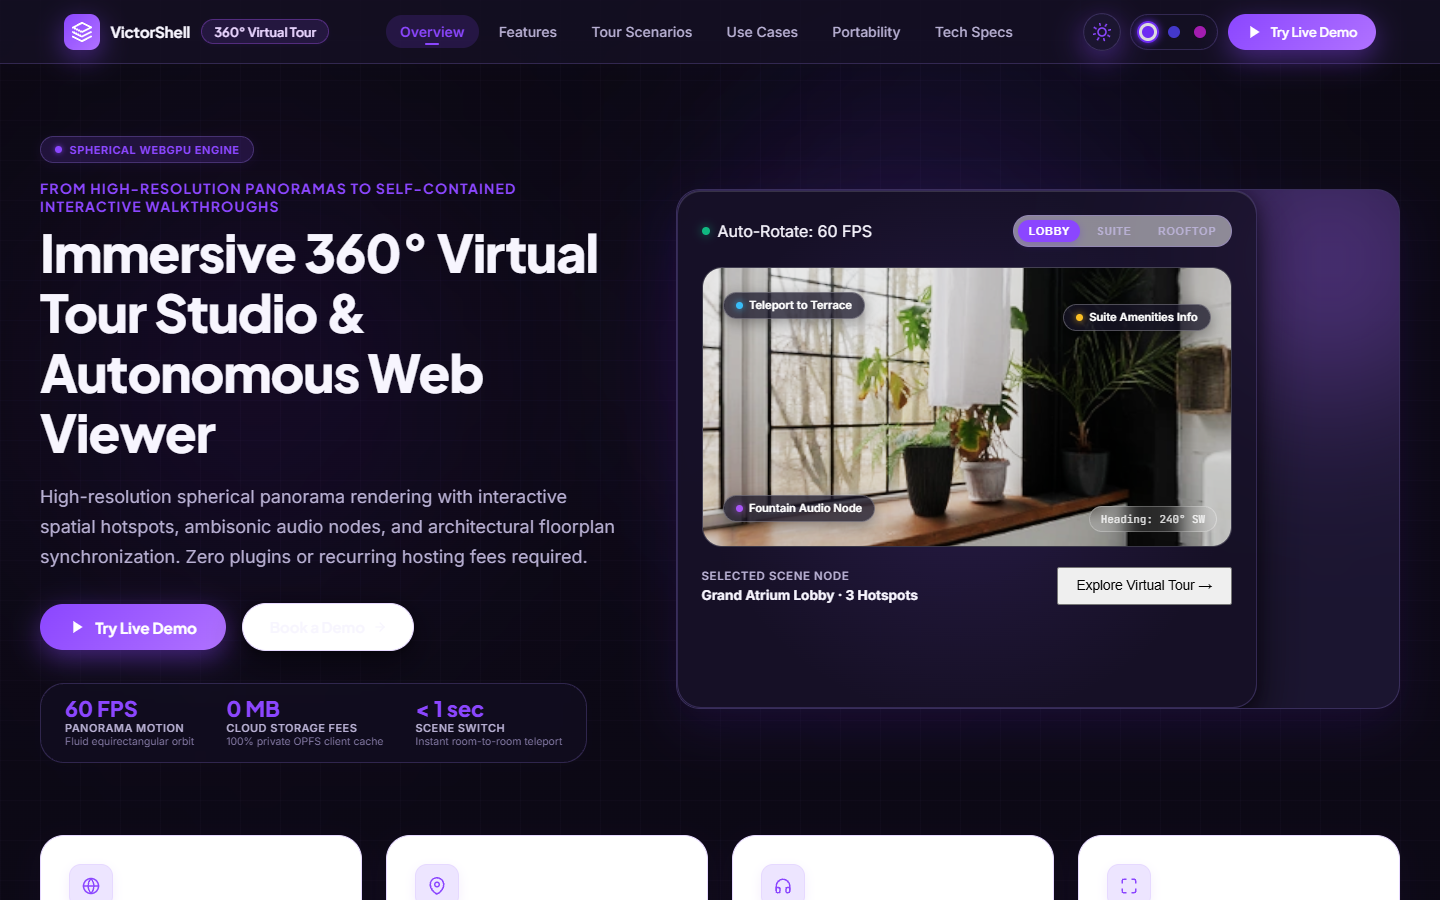 VictorShell
360° Virtual Tour
Overview
Features
Tour Scenarios
Use Cases
Portability
Tech Specs
Try Live Demo
SPHERICAL WEBGPU ENGINE
FROM HIGH-RESOLUTION PANORAMAS TO SELF-CONTAINED
INTERACTIVE WALKTHROUGHS
Immersive 360° Virtual
Tour Studio &
Autonomous Web
Viewer
High-resolution spherical panorama rendering with interactive
spatial hotspots, ambisonic audio nodes, and architectural floorplan
synchronization. Zero plugins or recurring hosting fees required.
Try Live Demo
Book a Demo →
60 FPS
PANORAMA MOTION
Fluid equirectangular orbit
0 MB
CLOUD STORAGE FEES
100% private OPFS client cache
< 1 sec
SCENE SWITCH
Instant room-to-room teleport
Auto-Rotate: 60 FPS
LOBBY
SUITE
ROOFTOP
Teleport to Terrace
Suite Amenities Info
Fountain Audio Node
Heading: 240° SW
SELECTED SCENE NODE
Grand Atrium Lobby · 3 Hotspots
Explore Virtual Tour →